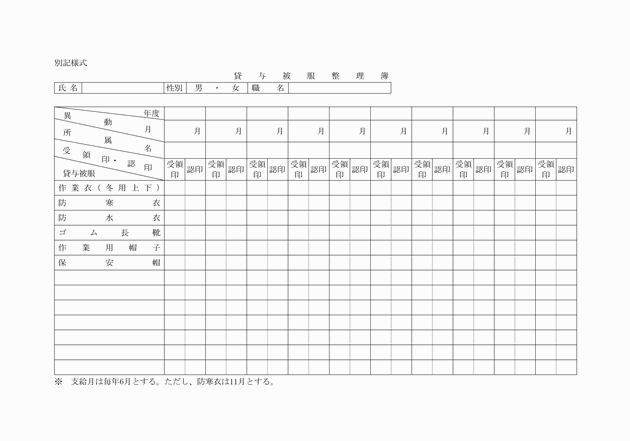 別記様式
貸与被服整理簿
氏名 性別 男・女 職名
年度
異動月 月 月 月 月 月 月 月 月 月 月
所属名
受領印・認印 受領印 認印 受領印 認印 受領印 認印 受領印 認印 受領印 認印 受領印 認印 受領印 認印 受領印 認印 受領印 認印 受領印 認印
貸与被服
作業衣(冬用上下)
防寒衣
防水衣
ゴム長靴
作業用帽子
保安帽
※ 支給月は毎年6月とする。ただし、防寒衣は11月とする。